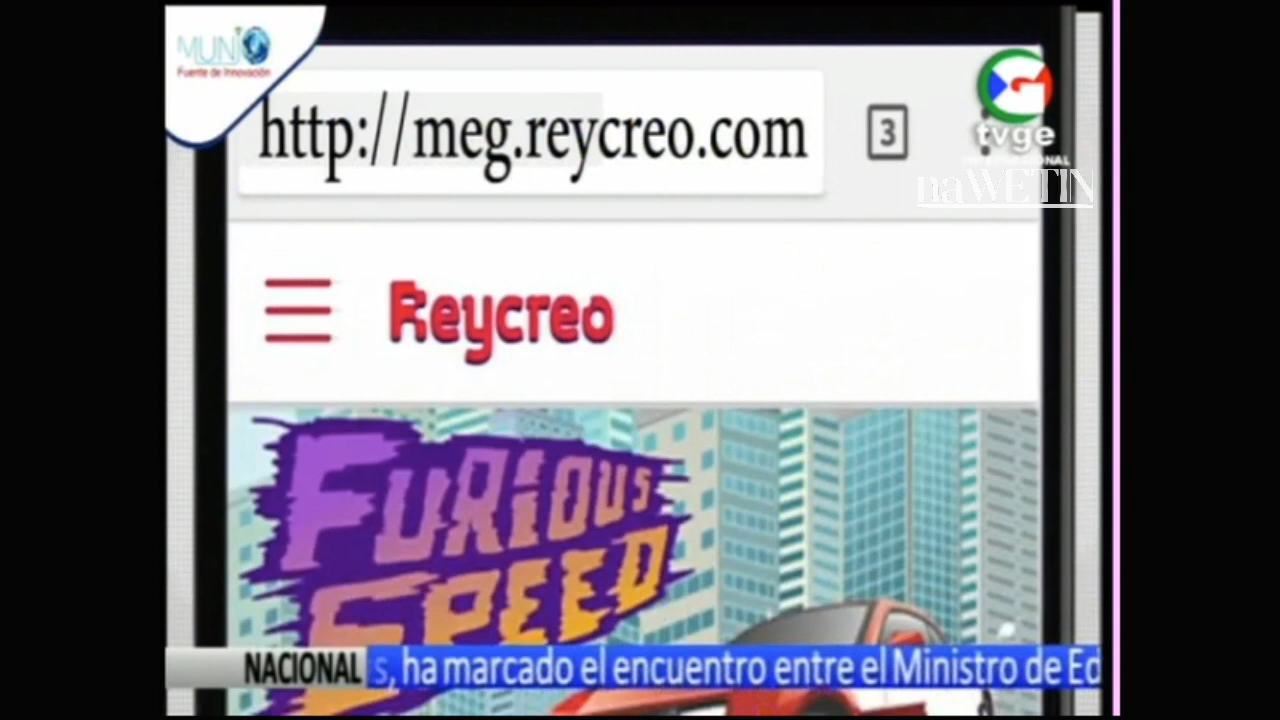 MUNIO
Fuente de Innovación
http://meg.reycreo.com
3
tvge
naWETIN
Reycreo
FURIOUS
SPEED
NACIONAL s, ha marcado el encuentro entre el Ministro de Ed